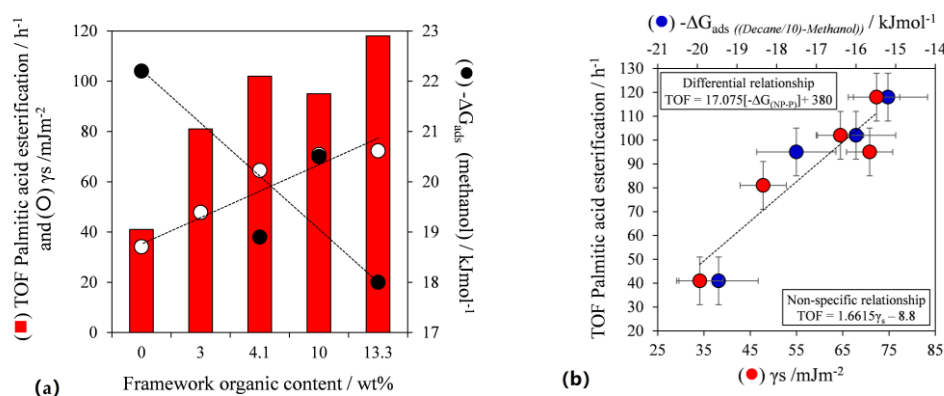 (■) TOF Palmitic acid esterification / h⁻¹
and (○) γs /mJm⁻²
120
100
80
60
40
20
0
0 3 4.1 10 13.3
Framework organic content / wt%
23
22
21
20
19
18
17
(●) -ΔG_ads (methanol) / kJmol⁻¹
(a)
(●) -ΔG_ads ((Decane/10)-Methanol)) / kJmol⁻¹
-21 -20 -19 -18 -17 -16 -15 -14
TOF Palmitic acid esterification / h⁻¹
130
120
110
100
90
80
70
60
50
40
30
Differential relationship
TOF = 17.075[-ΔG_(NP-P)]+ 380
Non-specific relationship
TOF = 1.6615γ_s – 8.8
25 35 45 55 65 75 85
(●) γs /mJm⁻²
(b)